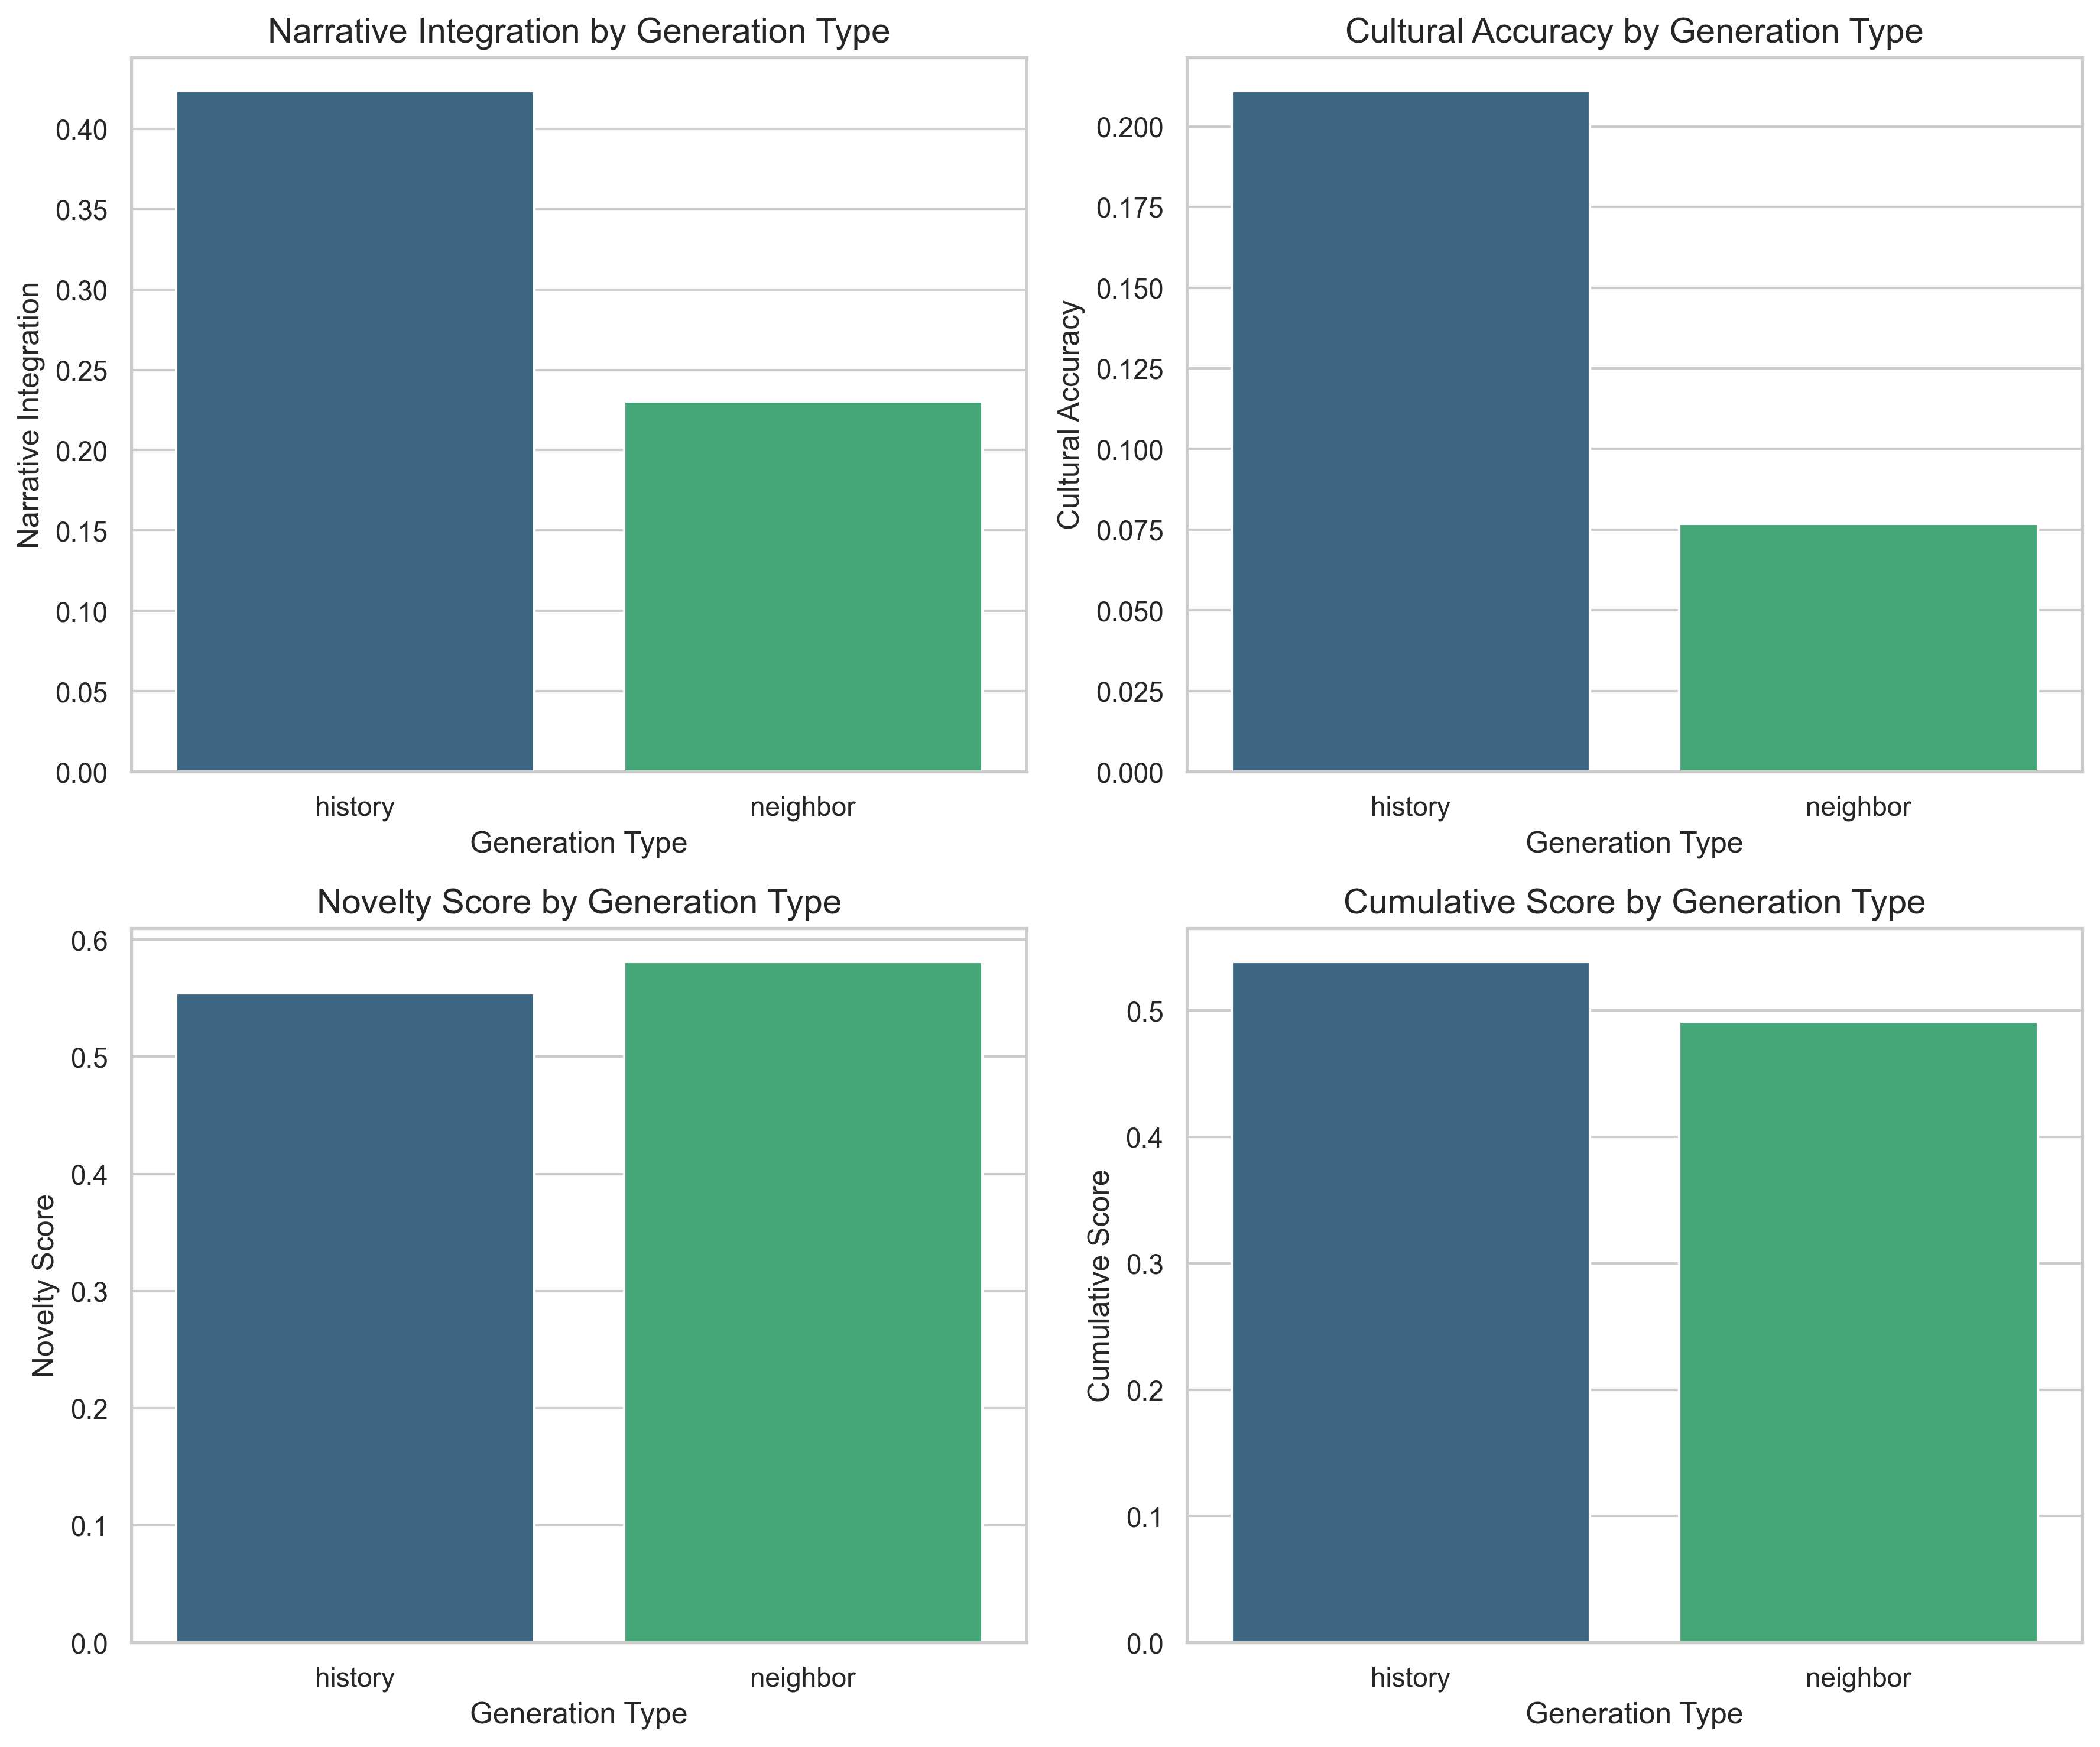 Narrative Integration by Generation Type
Narrative Integration
0.40
0.35
0.30
0.25
0.20
0.15
0.10
0.05
0.00
history
neighbor
Generation Type
Cultural Accuracy by Generation Type
Cultural Accuracy
0.200
0.175
0.150
0.125
0.100
0.075
0.050
0.025
0.000
history
neighbor
Generation Type
Novelty Score by Generation Type
Novelty Score
0.6
0.5
0.4
0.3
0.2
0.1
0.0
history
neighbor
Generation Type
Cumulative Score by Generation Type
Cumulative Score
0.5
0.4
0.3
0.2
0.1
0.0
history
neighbor
Generation Type